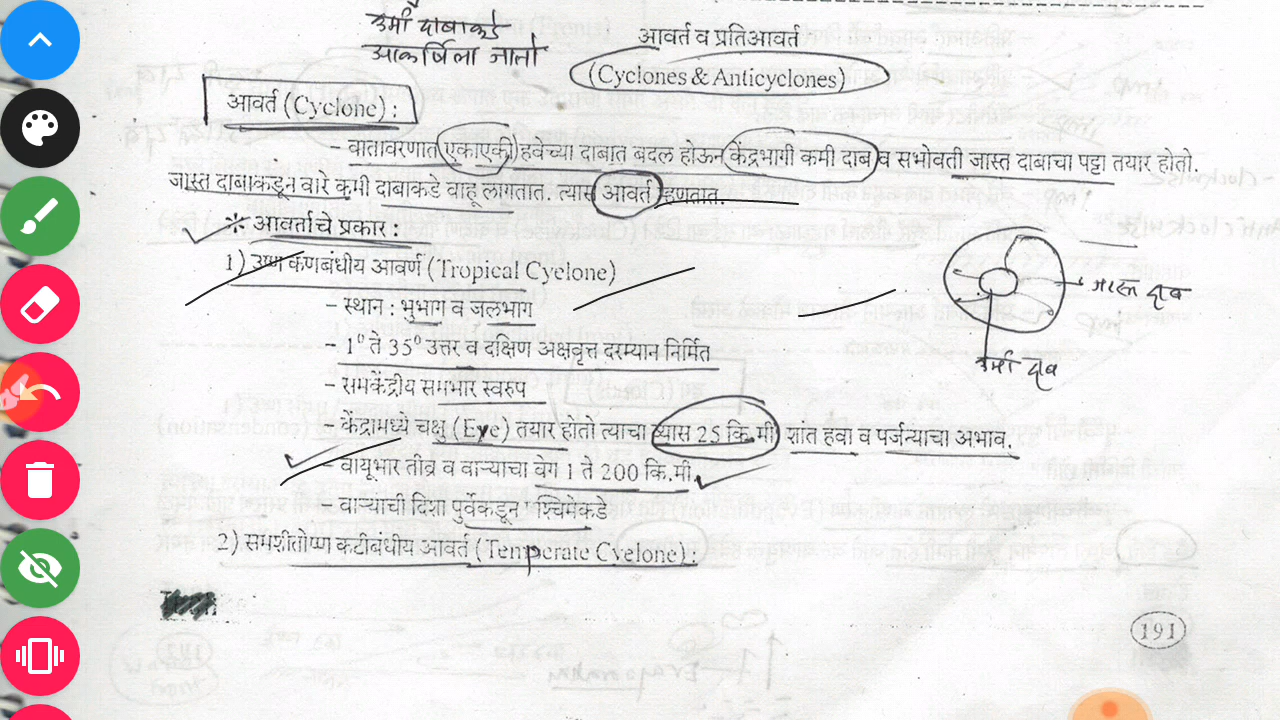 कमी दाबाकडे
आकर्षिला जातो
आवर्त व प्रतिआवर्त
(Cyclones & Anticyclones)
आवर्त (Cyclone) :
- वातावरणात एकाएकी हवेच्या दाबात बदल होऊन केंद्रभागी कमी दाब व सभोवती जास्त दाबाचा पट्टा तयार होतो.
जास्त दाबाकडून वारे कमी दाबाकडे वाहू लागतात. त्यास आवर्त म्हणतात.
* आवर्ताचे प्रकार :
1) उष्ण कणबंधीय आवर्ण (Tropical Cyclone)
- स्थान : भुभाग व जलभाग
जास्त दाब
- 1° ते 35° उत्तर व दक्षिण अक्षवृत्त दरम्यान निर्मित
कमी दाब
- समकेंद्रीय समभार स्वरुप
- केंद्रामध्ये चक्षु (Eye) तयार होतो त्याचा व्यास 25 कि.मी शांत हवा व पर्जन्याचा अभाव.
- वायूभार तीव्र व वाऱ्याचा वेग 1 ते 200 कि.मी.
- वाऱ्यांची दिशा पुर्वेकडून पश्चिमेकडे
2) समशीतोष्ण कटीबंधीय आवर्त (Temperate Cyclone) :
191